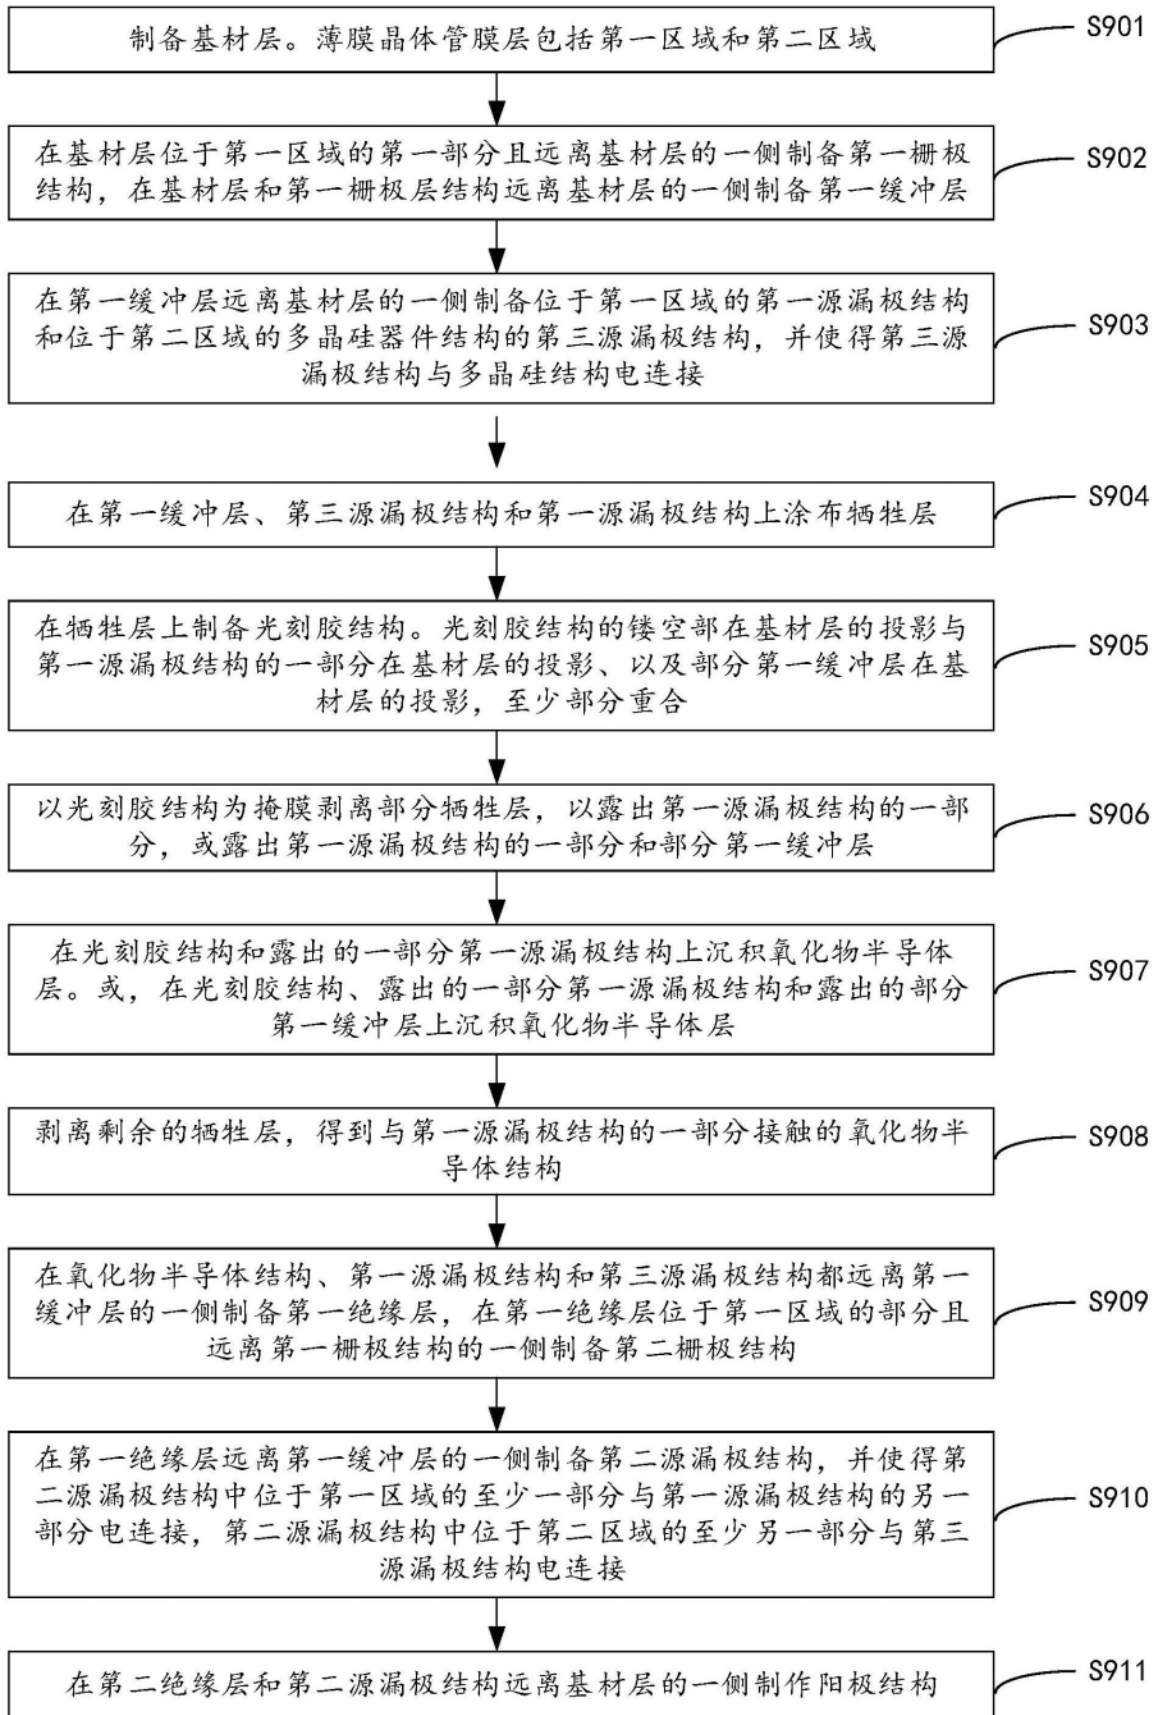 制备基材层。薄膜晶体管膜层包括第一区域和第二区域
S901
在基材层位于第一区域的第一部分且远离基材层的一侧制备第一栅极
结构，在基材层和第一栅极层结构远离基材层的一侧制备第一缓冲层
S902
在第一缓冲层远离基材层的一侧制备位于第一区域的第一源漏极结构
和位于第二区域的多晶硅器件结构的第三源漏极结构，并使得第三源
漏极结构与多晶硅结构电连接
S903
在第一缓冲层、第三源漏极结构和第一源漏极结构上涂布牺牲层
S904
在牺牲层上制备光刻胶结构。光刻胶结构的镂空部在基材层的投影与
第一源漏极结构的一部分在基材层的投影、以及部分第一缓冲层在基
材层的投影，至少部分重合
S905
以光刻胶结构为掩膜剥离部分牺牲层，以露出第一源漏极结构的一部
分，或露出第一源漏极结构的一部分和部分第一缓冲层
S906
在光刻胶结构和露出的一部分第一源漏极结构上沉积氧化物半导体
层。或，在光刻胶结构、露出的一部分第一源漏极结构和露出的部分
第一缓冲层上沉积氧化物半导体层
S907
剥离剩余的牺牲层，得到与第一源漏极结构的一部分接触的氧化物半
导体结构
S908
在氧化物半导体结构、第一源漏极结构和第三源漏极结构都远离第一
缓冲层的一侧制备第一绝缘层，在第一绝缘层位于第一区域的部分且
远离第一栅极结构的一侧制备第二栅极结构
S909
在第一绝缘层远离第一缓冲层的一侧制备第二源漏极结构，并使得第
二源漏极结构中位于第一区域的至少一部分与第一源漏极结构的另一
部分电连接，第二源漏极结构中位于第二区域的至少另一部分与第三
源漏极结构电连接
S910
在第二绝缘层和第二源漏极结构远离基材层的一侧制作阳极结构
S911